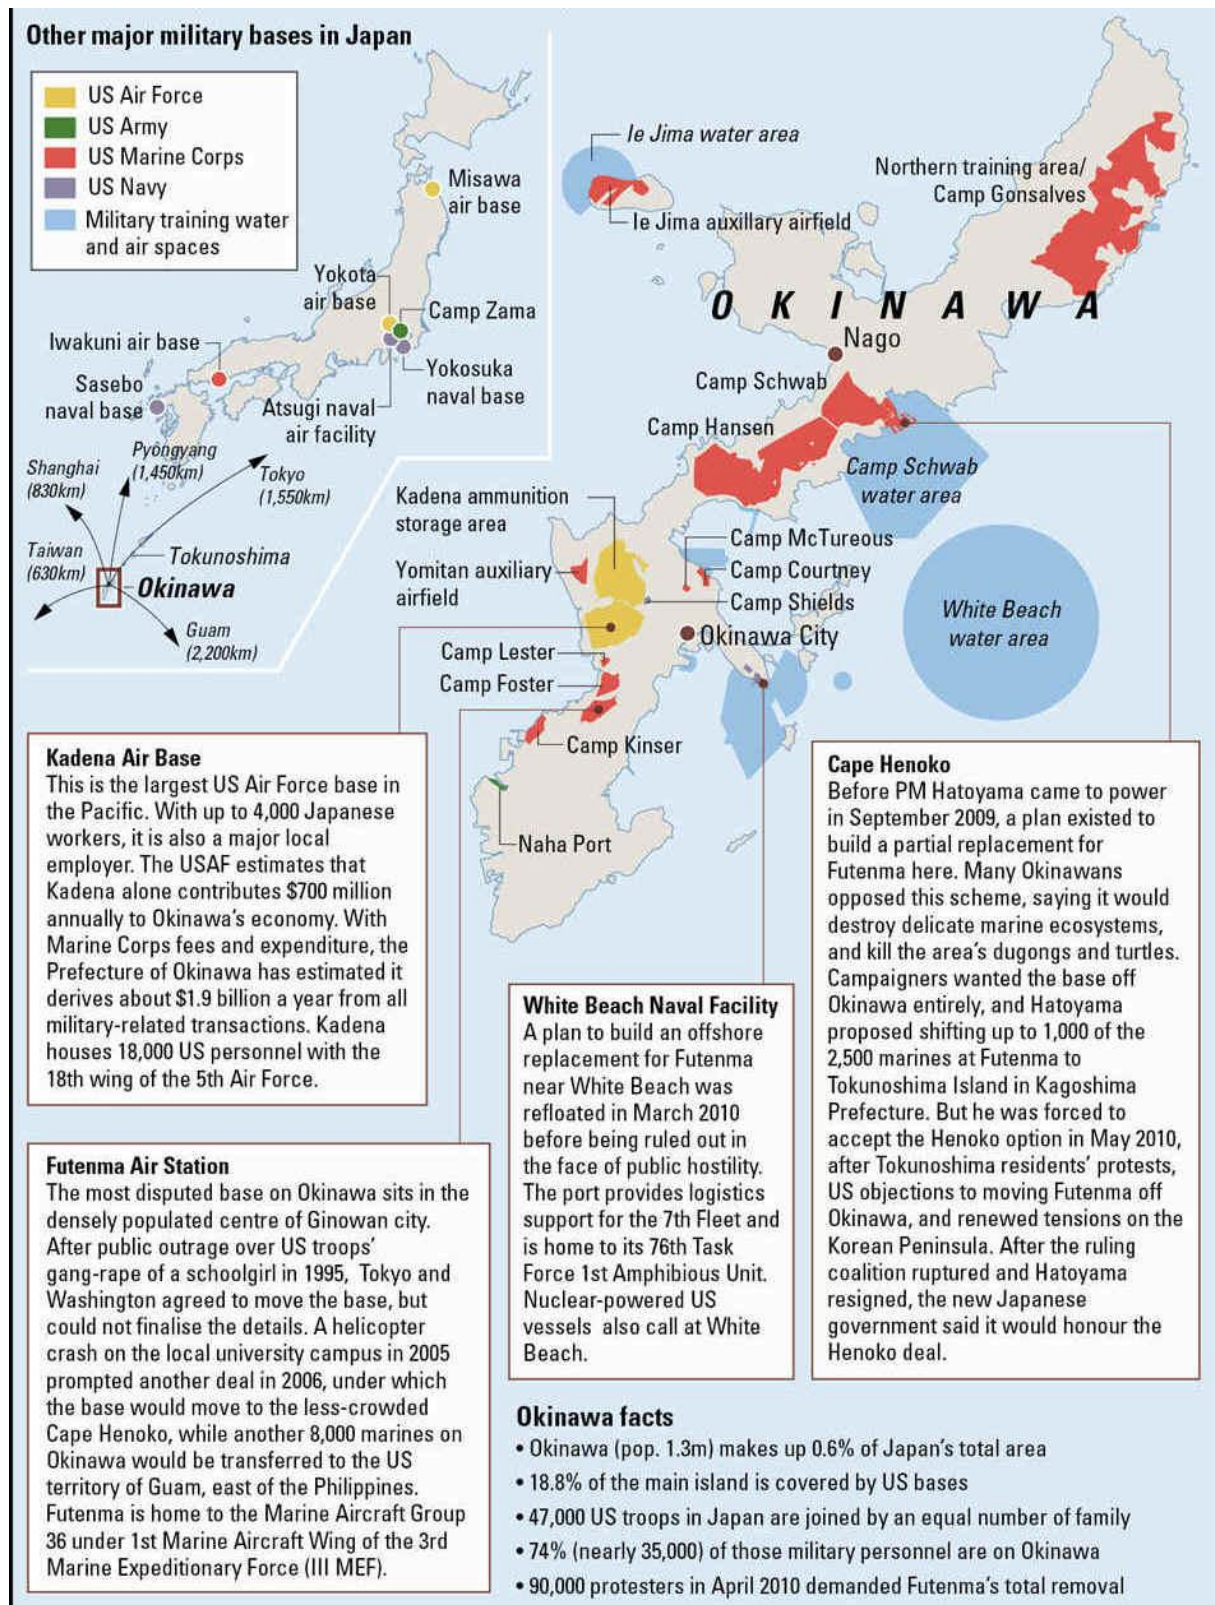 Other major military bases in Japan
US Air Force
US Army
US Marine Corps
US Navy
Military training water
and air spaces
Misawa
air base
Yokota
air base
Camp Zama
Iwakuni air base
Yokosuka
naval base
Sasebo
naval base
Atsugi naval
air facility
Pyongyang
(1,450km)
Shanghai
(830km)
Tokyo
(1,550km)
Taiwan
(630km)
Tokunoshima
Okinawa
Guam
(2,200km)
Ie Jima water area
Ie Jima auxillary airfield
Northern training area/
Camp Gonsalves
OKINAWA
Nago
Camp Schwab
Camp Hansen
Camp Schwab
water area
Kadena ammunition
storage area
Camp McTureous
Yomitan auxiliary
airfield
Camp Courtney
Camp Shields
White Beach
water area
Okinawa City
Camp Lester
Camp Foster
Camp Kinser
Naha Port
Kadena Air Base
This is the largest US Air Force base in
the Pacific. With up to 4,000 Japanese
workers, it is also a major local
employer. The USAF estimates that
Kadena alone contributes $700 million
annually to Okinawa's economy. With
Marine Corps fees and expenditure, the
Prefecture of Okinawa has estimated it
derives about $1.9 billion a year from all
military-related transactions. Kadena
houses 18,000 US personnel with the
18th wing of the 5th Air Force.
Futenma Air Station
The most disputed base on Okinawa sits in the
densely populated centre of Ginowan city.
After public outrage over US troops'
gang-rape of a schoolgirl in 1995, Tokyo and
Washington agreed to move the base, but
could not finalise the details. A helicopter
crash on the local university campus in 2005
prompted another deal in 2006, under which
the base would move to the less-crowded
Cape Henoko, while another 8,000 marines on
Okinawa would be transferred to the US
territory of Guam, east of the Philippines.
Futenma is home to the Marine Aircraft Group
36 under 1st Marine Aircraft Wing of the 3rd
Marine Expeditionary Force (III MEF).
White Beach Naval Facility
A plan to build an offshore
replacement for Futenma
near White Beach was
refloated in March 2010
before being ruled out in
the face of public hostility.
The port provides logistics
support for the 7th Fleet and
is home to its 76th Task
Force 1st Amphibious Unit.
Nuclear-powered US
vessels also call at White
Beach.
Cape Henoko
Before PM Hatoyama came to power
in September 2009, a plan existed to
build a partial replacement for
Futenma here. Many Okinawans
opposed this scheme, saying it would
destroy delicate marine ecosystems,
and kill the area's dugongs and turtles.
Campaigners wanted the base off
Okinawa entirely, and Hatoyama
proposed shifting up to 1,000 of the
2,500 marines at Futenma to
Tokunoshima Island in Kagoshima
Prefecture. But he was forced to
accept the Henoko option in May 2010,
after Tokunoshima residents' protests,
US objections to moving Futenma off
Okinawa, and renewed tensions on the
Korean Peninsula. After the ruling
coalition ruptured and Hatoyama
resigned, the new Japanese
government said it would honour the
Henoko deal.
Okinawa facts
• Okinawa (pop. 1.3m) makes up 0.6% of Japan's total area
• 18.8% of the main island is covered by US bases
• 47,000 US troops in Japan are joined by an equal number of family
• 74% (nearly 35,000) of those military personnel are on Okinawa
• 90,000 protesters in April 2010 demanded Futenma's total removal